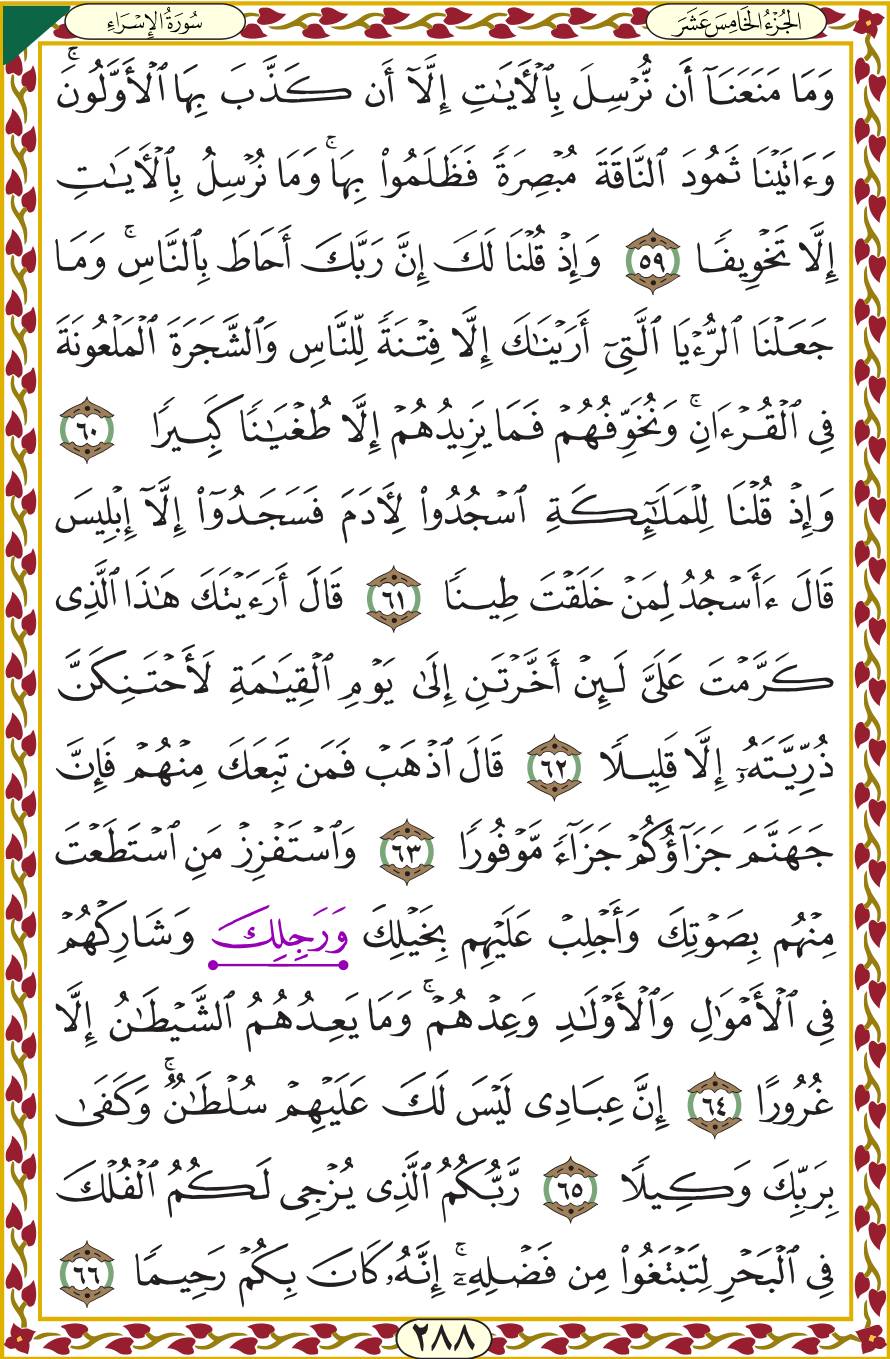 الجُزْءُ الخَامِسَ عَشَرَ
سُورَةُ الإِسْرَاءِ
وَمَا مَنَعَنَآ أَن نُّرْسِلَ بِٱلْأَيَـٰتِ إِلَّآ أَن كَذَّبَ بِهَا ٱلْأَوَّلُونَۚ
وَءَاتَيْنَا ثَمُودَ ٱلنَّاقَةَ مُبْصِرَةً فَظَلَمُوا۟ بِهَاۚ وَمَا نُرْسِلُ بِٱلْأَيَـٰتِ
إِلَّا تَخْوِيفًا ٥٩ وَإِذْ قُلْنَا لَكَ إِنَّ رَبَّكَ أَحَاطَ بِٱلنَّاسِۚ وَمَا
جَعَلْنَا ٱلرُّءْيَا ٱلَّتِىٓ أَرَيْنَـٰكَ إِلَّا فِتْنَةً لِّلنَّاسِ وَٱلشَّجَرَةَ ٱلْمَلْعُونَةَ
فِى ٱلْقُرْءَانِۚ وَنُخَوِّفُهُمْ فَمَا يَزِيدُهُمْ إِلَّا طُغْيَـٰنًا كَبِيرًا ٦٠
وَإِذْ قُلْنَا لِلْمَلَـٰٓئِكَةِ ٱسْجُدُوا۟ لِأَدَمَ فَسَجَدُوٓا۟ إِلَّآ إِبْلِيسَ
قَالَ ءَأَسْجُدُ لِمَنْ خَلَقْتَ طِينًا ٦١ قَالَ أَرَءَيْتَكَ هَـٰذَا ٱلَّذِى
كَرَّمْتَ عَلَىَّ لَئِنْ أَخَّرْتَنِ إِلَىٰ يَوْمِ ٱلْقِيَـٰمَةِ لَأَحْتَنِكَنَّ
ذُرِّيَّتَهُۥٓ إِلَّا قَلِيلًا ٦٢ قَالَ ٱذْهَبْ فَمَن تَبِعَكَ مِنْهُمْ فَإِنَّ
جَهَنَّمَ جَزَآؤُكُمْ جَزَآءً مَّوْفُورًا ٦٣ وَٱسْتَفْزِزْ مَنِ ٱسْتَطَعْتَ
مِنْهُم بِصَوْتِكَ وَأَجْلِبْ عَلَيْهِم بِخَيْلِكَ وَرَجِلِكَ وَشَارِكْهُمْ
فِى ٱلْأَمْوَٰلِ وَٱلْأَوْلَـٰدِ وَعِدْهُمْۚ وَمَا يَعِدُهُمُ ٱلشَّيْطَـٰنُ إِلَّا
غُرُورًا ٦٤ إِنَّ عِبَادِى لَيْسَ لَكَ عَلَيْهِمْ سُلْطَـٰنٌۚ وَكَفَىٰ
بِرَبِّكَ وَكِيلًا ٦٥ رَّبُّكُمُ ٱلَّذِى يُزْجِى لَكُمُ ٱلْفُلْكَ
فِى ٱلْبَحْرِ لِتَبْتَغُوا۟ مِن فَضْلِهِۦٓۚ إِنَّهُۥ كَانَ بِكُمْ رَحِيمًا ٦٦
٢٨٨